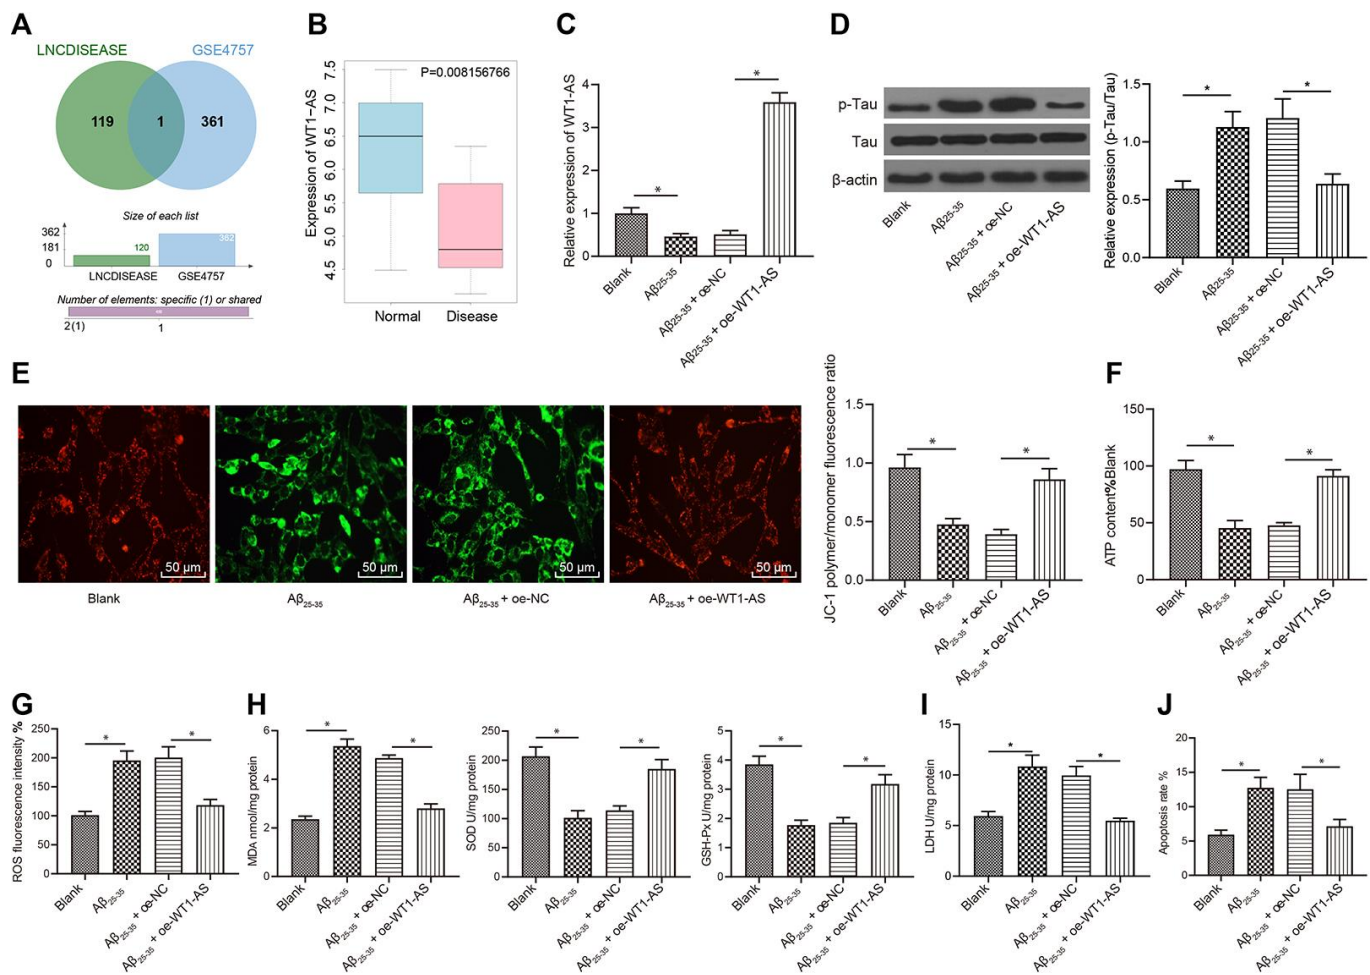 A
LNCDISEASE GSE4757
119 1 361
Size of each list
362
181
0
120
362
LNCDISEASE GSE4757
Number of elements: specific (1) or shared
2(1) 1
B
Expression of WT1-AS
P=0.008156766
7.5
7.0
6.5
6.0
5.5
5.0
4.5
Normal Disease
C
Relative expression of WT1-AS
4
3
2
1
0
*
*
Blank
Aβ25-35
Aβ25-35 + oe-NC
Aβ25-35 + oe-WT1-AS
D
p-Tau
Tau
β-actin
Blank
Aβ25-35
Aβ25-35 + oe-NC
Aβ25-35 + oe-WT1-AS
Relative expression (p-Tau/Tau)
1.5
1.0
0.5
0.0
*
*
Blank
Aβ25-35
Aβ25-35 + oe-NC
Aβ25-35 + oe-WT1-AS
E
50 µm
50 µm
50 µm
50 µm
Blank
Aβ25-35
Aβ25-35 + oe-NC
Aβ25-35 + oe-WT1-AS
JC-1 polymer/monomer fluorescence ratio
1.5
1.0
0.5
0.0
*
*
Blank
Aβ25-35
Aβ25-35 + oe-NC
Aβ25-35 + oe-WT1-AS
F
ATP content%Blank
150
100
50
0
*
*
Blank
Aβ25-35
Aβ25-35 + oe-NC
Aβ25-35 + oe-WT1-AS
G
ROS fluorescence intensity %
250
200
150
100
50
0
*
*
Blank
Aβ25-35
Aβ25-35 + oe-NC
Aβ25-35 + oe-WT1-AS
H
MDA nmol/mg protein
6
4
2
0
*
*
Blank
Aβ25-35
Aβ25-35 + oe-NC
Aβ25-35 + oe-WT1-AS
SOD U/mg protein
250
200
150
100
50
0
*
*
Blank
Aβ25-35
Aβ25-35 + oe-NC
Aβ25-35 + oe-WT1-AS
GSH-Px U/mg protein
5
4
3
2
1
0
*
*
Blank
Aβ25-35
Aβ25-35 + oe-NC
Aβ25-35 + oe-WT1-AS
I
LDH U/mg protein
15
10
5
0
*
*
Blank
Aβ25-35
Aβ25-35 + oe-NC
Aβ25-35 + oe-WT1-AS
J
Apoptosis rate %
20
15
10
5
0
*
*
Blank
Aβ25-35
Aβ25-35 + oe-NC
Aβ25-35 + oe-WT1-AS